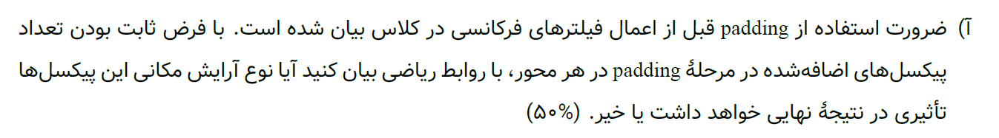 آ) ضرورت استفاده از padding قبل از اعمال فیلترهای فرکانسی در کلاس بیان شده است. با فرض ثابت بودن تعداد
پیکسل‌های اضافه‌شده در مرحلهٔ padding در هر محور، با روابط ریاضی بیان کنید آیا نوع آرایش مکانی این پیکسل‌ها
تأثیری در نتیجهٔ نهایی خواهد داشت یا خیر. (۵۰%)